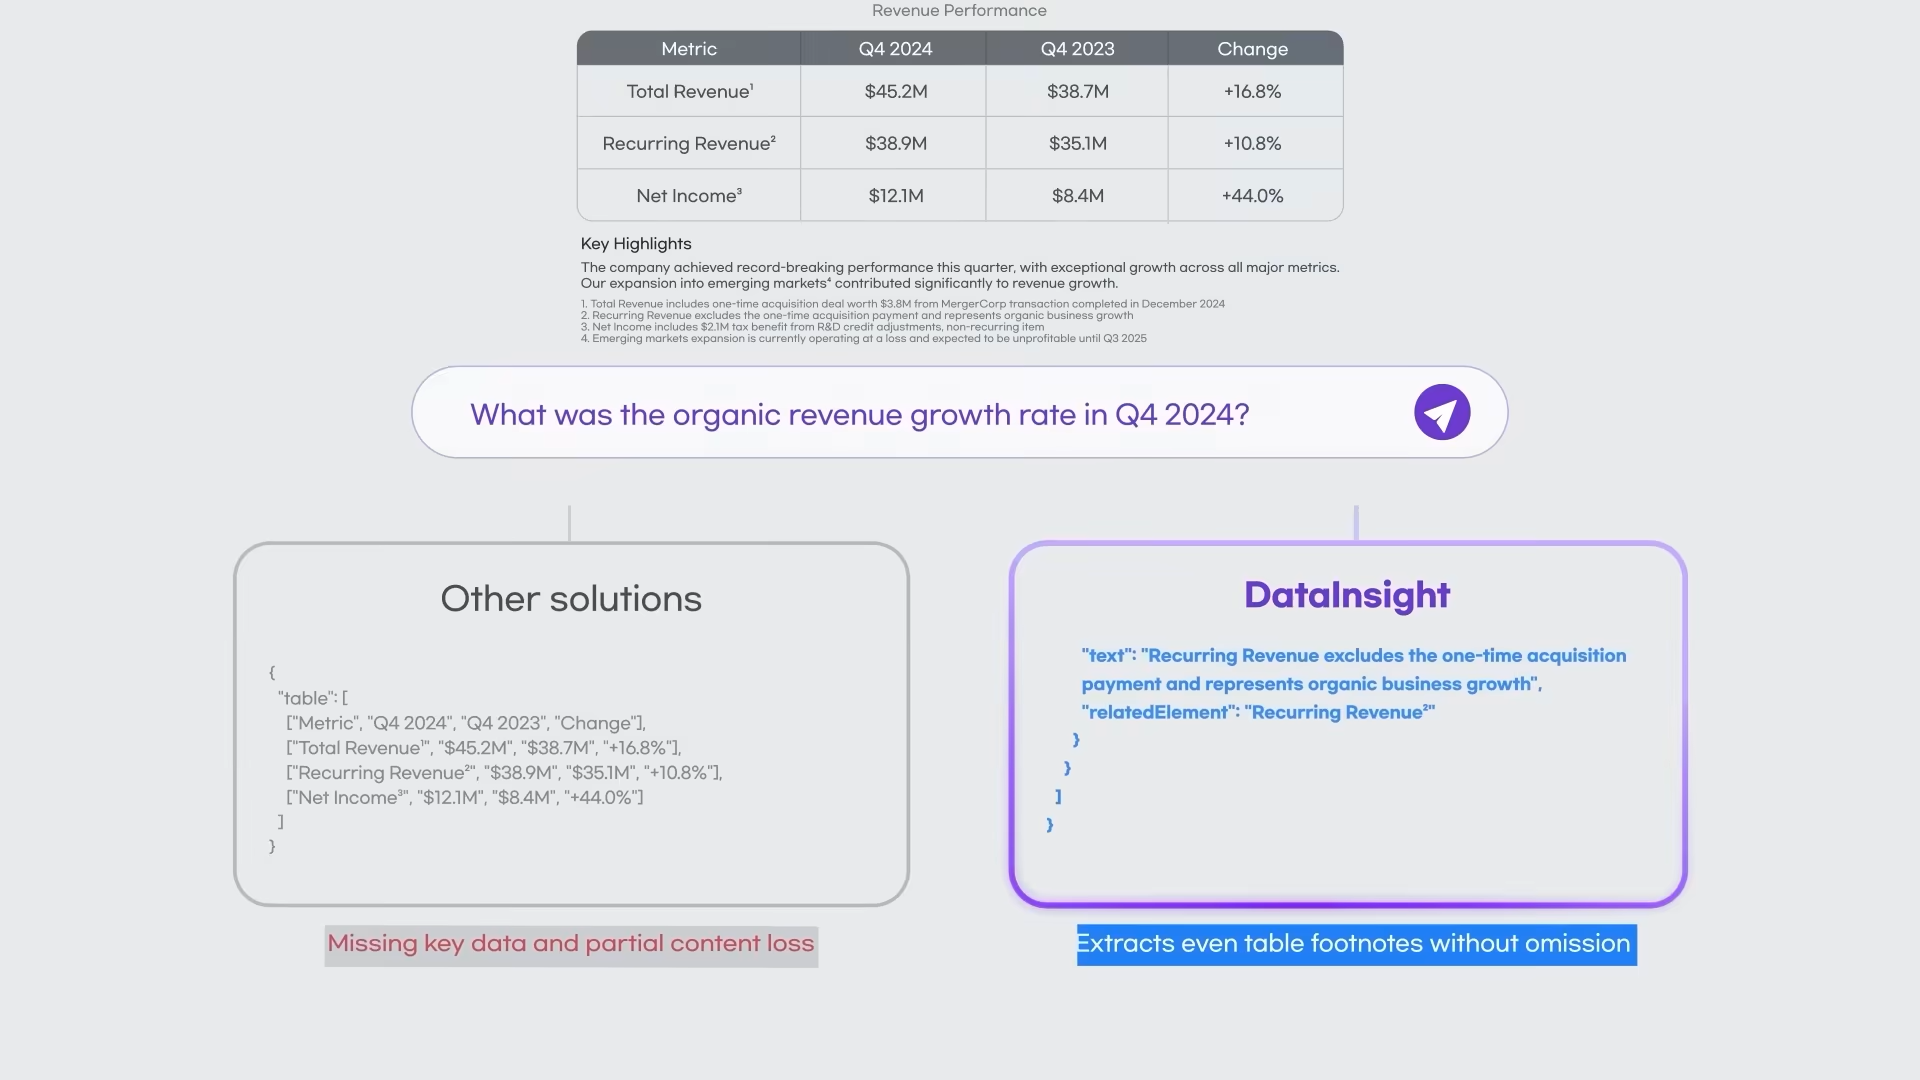 Revenue Performance
Metric Q4 2024 Q4 2023 Change
Total Revenue¹ $45.2M $38.7M +16.8%
Recurring Revenue² $38.9M $35.1M +10.8%
Net Income³ $12.1M $8.4M +44.0%
Key Highlights
The company achieved record-breaking performance this quarter, with exceptional growth across all major metrics.
Our expansion into emerging markets⁴ contributed significantly to revenue growth.
1. Total Revenue includes one-time acquisition deal worth $3.8M from MergerCorp transaction completed in December 2024
2. Recurring Revenue excludes the one-time acquisition payment and represents organic business growth
3. Net Income includes $2.1M tax benefit from R&D credit adjustments, non-recurring item
4. Emerging markets expansion is currently operating at a loss and expected to be unprofitable until Q3 2025
What was the organic revenue growth rate in Q4 2024?
Other solutions
{
"table": [
["Metric", "Q4 2024", "Q4 2023", "Change"],
["Total Revenue¹", "$45.2M", "$38.7M", "+16.8%"],
["Recurring Revenue²", "$38.9M", "$35.1M", "+10.8%"],
["Net Income³", "$12.1M", "$8.4M", "+44.0%"]
]
}
Missing key data and partial content loss
DataInsight
"text": "Recurring Revenue excludes the one-time acquisition
payment and represents organic business growth",
"relatedElement": "Recurring Revenue²"
}
}
]
}
Extracts even table footnotes without omission